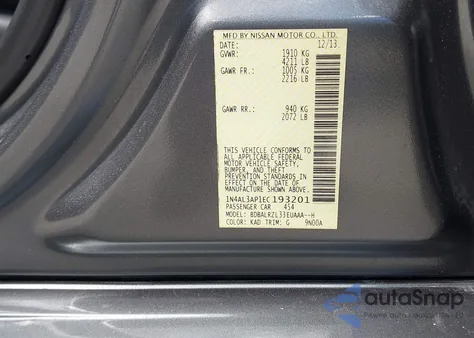 MFD BY NISSAN MOTOR CO., LTD.
DATE: 12/13
GVWR: 1910 KG
4211 LB
GAWR FR.: 1005 KG
2216 LB
GAWR RR.: 940 KG
2072 LB
THIS VEHICLE CONFORMS TO
ALL APPLICABLE FEDERAL
MOTOR VEHICLE SAFETY,
BUMPER, AND THEFT
PREVENTION STANDARDS
IN EFFECT ON THE DATE OF
MANUFACTURE SHOWN ABOVE.
1N4AL3AP1EC193201
PASSENGER CAR 454
MODEL: BDBALRZL33EUAAA--H
COLOR: KAD TRIM: G 9N00A
autaSnap